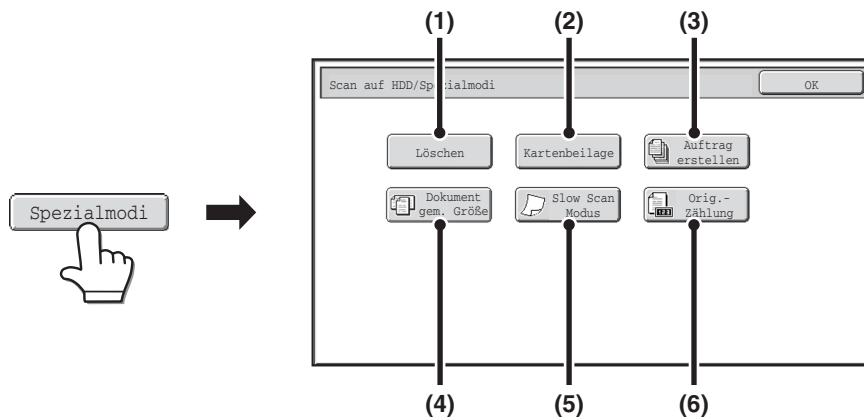 (1) (2) (3)
Scan auf HDD/Spezialmodi OK
Löschen Kartenbeilage Auftrag
erstellen
Spezialmodi
Dokument
gem. Größe
Slow Scan
Modus
Orig.-
Zählung
123
(4) (5) (6)